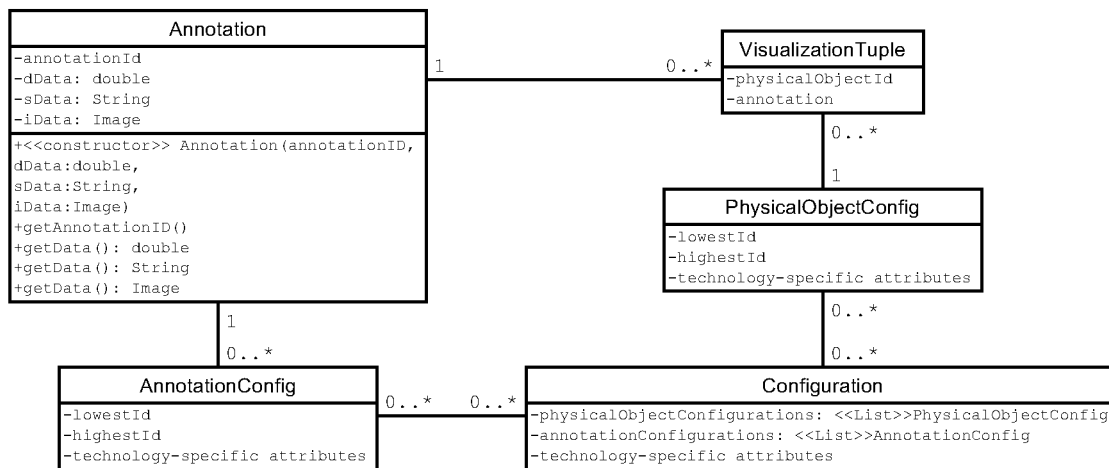 Annotation
-annotationId
-dData: double
-sData: String
-iData: Image
+<<constructor>> Annotation(annotationID,
dData:double,
sData:String,
iData:Image)
+getAnnotationID()
+getData(): double
+getData(): String
+getData(): Image
1
0..*
VisualizationTuple
-physicalObjectId
-annotation
0..*
1
PhysicalObjectConfig
-lowestId
-highestId
-technology-specific attributes
0..*
0..*
1
0..*
AnnotationConfig
-lowestId
-highestId
-technology-specific attributes
0..*
0..*
Configuration
-physicalObjectConfigurations: <<List>>PhysicalObjectConfig
-annotationConfigurations: <<List>>AnnotationConfig
-technology-specific attributes